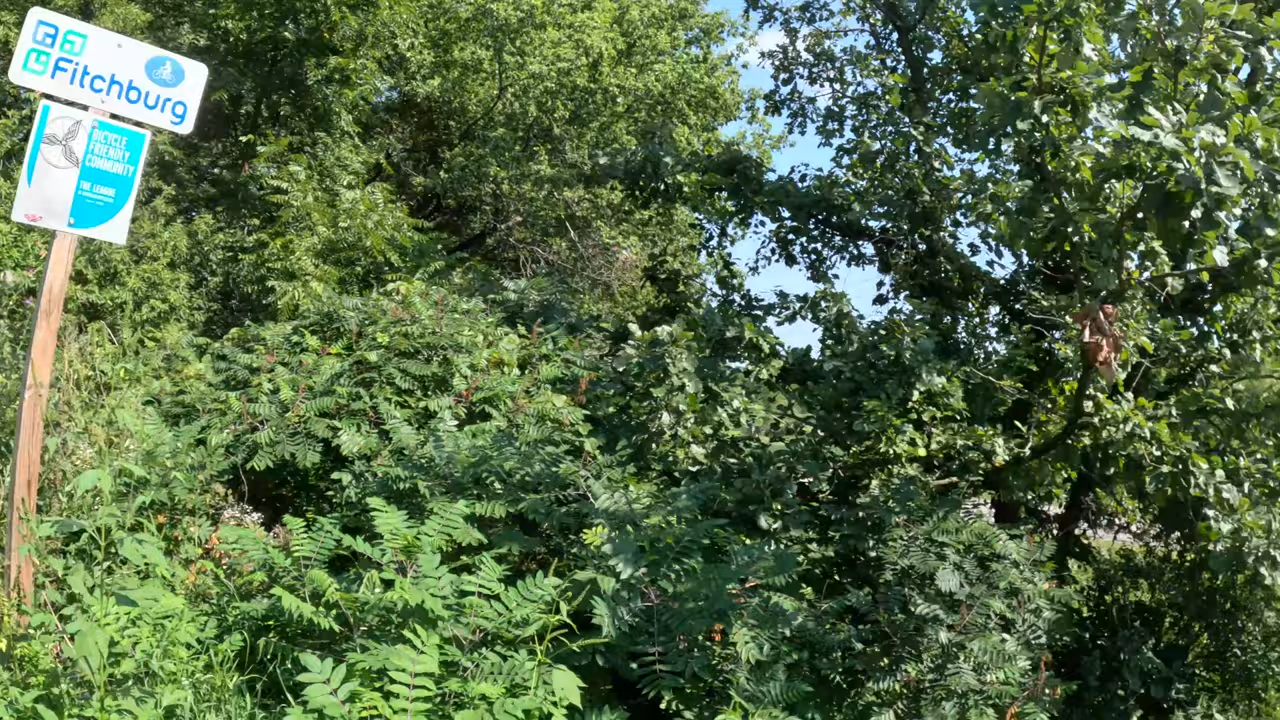 Fitchburg
BICYCLE
FRIENDLY
COMMUNITY
THE LEAGUE